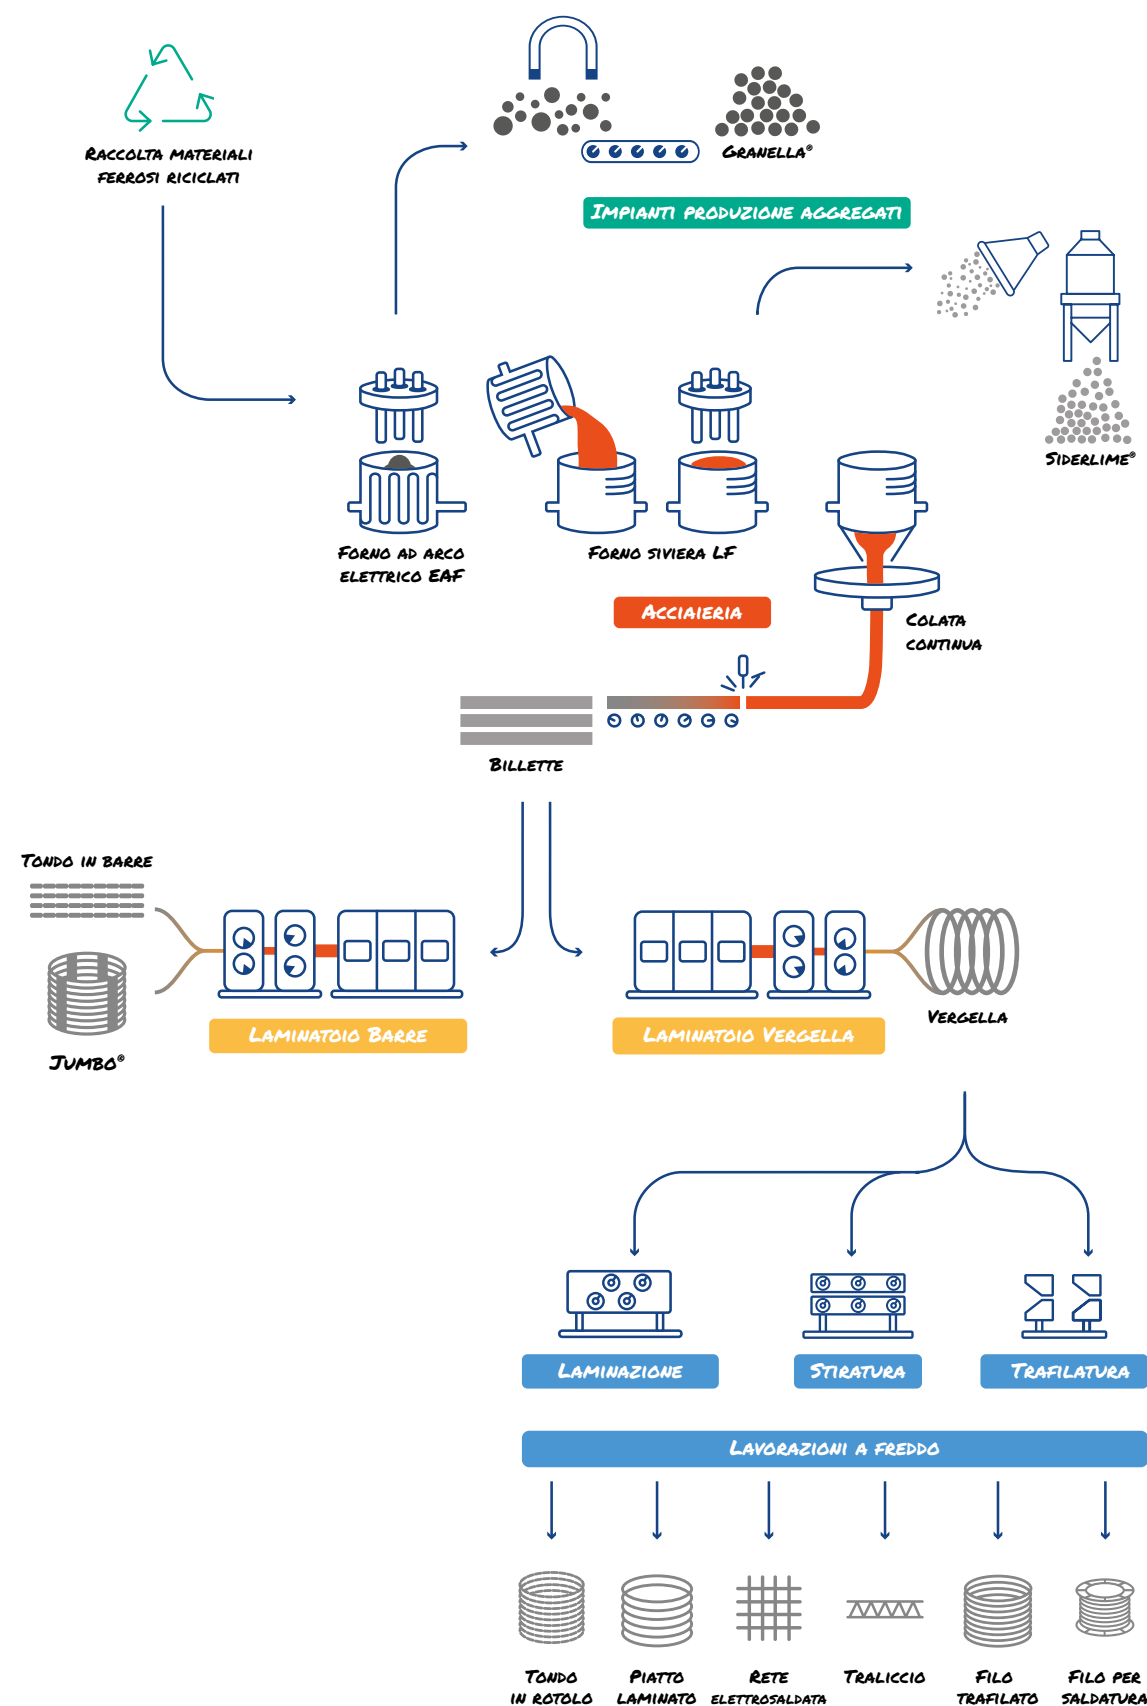 Raccolta materiali
ferrosi riciclati
Granella®
Impianti produzione aggregati
Siderlime®
Forno ad arco
elettrico EAF
Forno siviera LF
Acciaieria
Colata
continua
Billette
Tondo in barre
Jumbo®
Laminatoio Barre
Laminatoio Vergella
Vergella
Laminazione
Stiratura
Trafilatura
Lavorazioni a freddo
Tondo
in rotolo
Piatto
laminato
Rete
elettrosaldata
Traliccio
Filo
trafilato
Filo per
saldatura